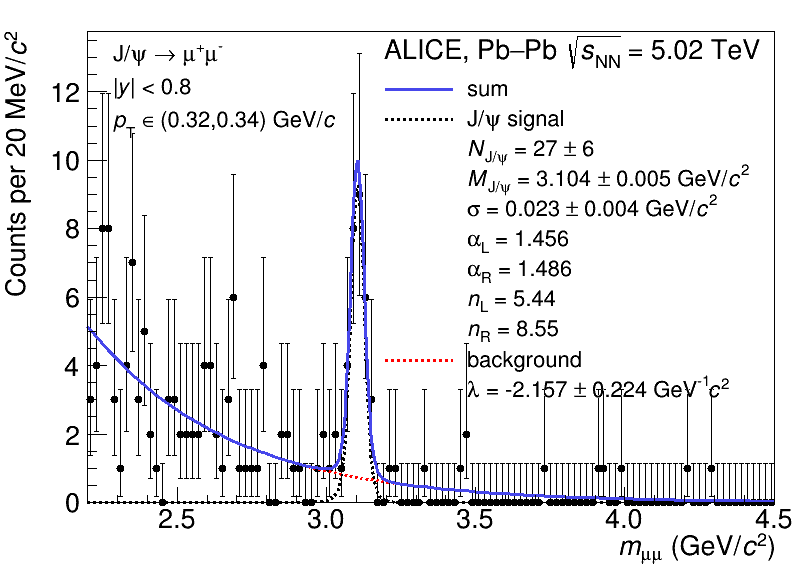 Counts per 20 MeV/c²
J/ψ → μ⁺μ⁻
|y| < 0.8
p_T ∈ (0.32,0.34) GeV/c
ALICE, Pb–Pb √s_NN = 5.02 TeV
sum
J/ψ signal
N_J/ψ = 27 ± 6
M_J/ψ = 3.104 ± 0.005 GeV/c²
σ = 0.023 ± 0.004 GeV/c²
α_L = 1.456
α_R = 1.486
n_L = 5.44
n_R = 8.55
background
λ = -2.157 ± 0.224 GeV⁻¹c²
12
10
8
6
4
2
0
2.5 3.0 3.5 4.0 4.5
m_μμ (GeV/c²)